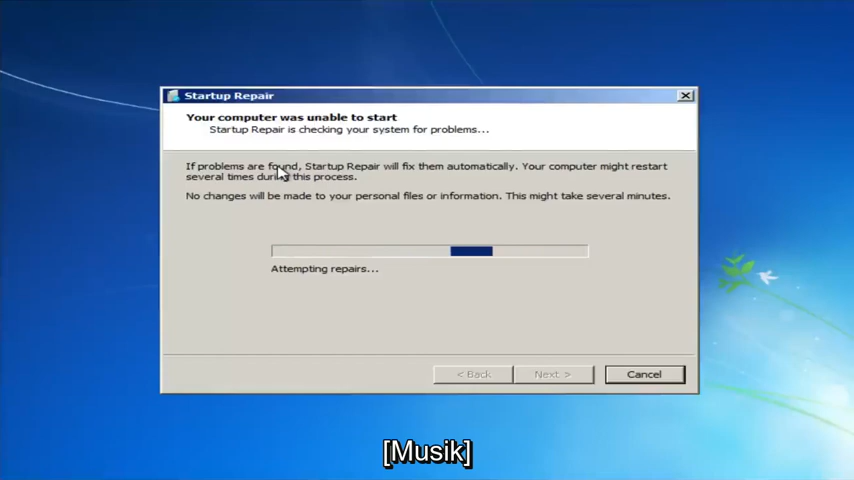 Startup Repair
Your computer was unable to start
Startup Repair is checking your system for problems...
If problems are found, Startup Repair will fix them automatically. Your computer might restart
several times during this process.
No changes will be made to your personal files or information. This might take several minutes.
Attempting repairs...
< Back
Next >
Cancel
[Musik]